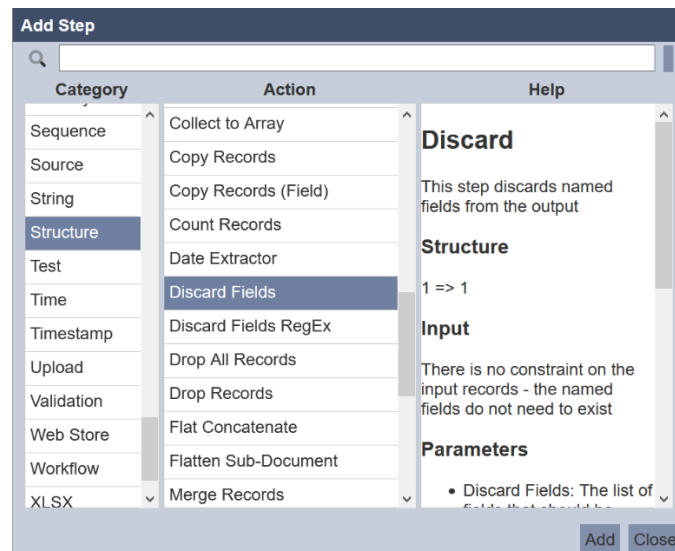 Add Step
Category
Action
Help
Sequence
Source
String
Structure
Test
Time
Timestamp
Upload
Validation
Web Store
Workflow
XLSX
Collect to Array
Copy Records
Copy Records (Field)
Count Records
Date Extractor
Discard Fields
Discard Fields RegEx
Drop All Records
Drop Records
Flat Concatenate
Flatten Sub-Document
Merge Records
Discard
This step discards named
fields from the output
Structure
1 => 1
Input
There is no constraint on the
input records - the named
fields do not need to exist
Parameters
• Discard Fields: The list of
fields that should be
Add
Close